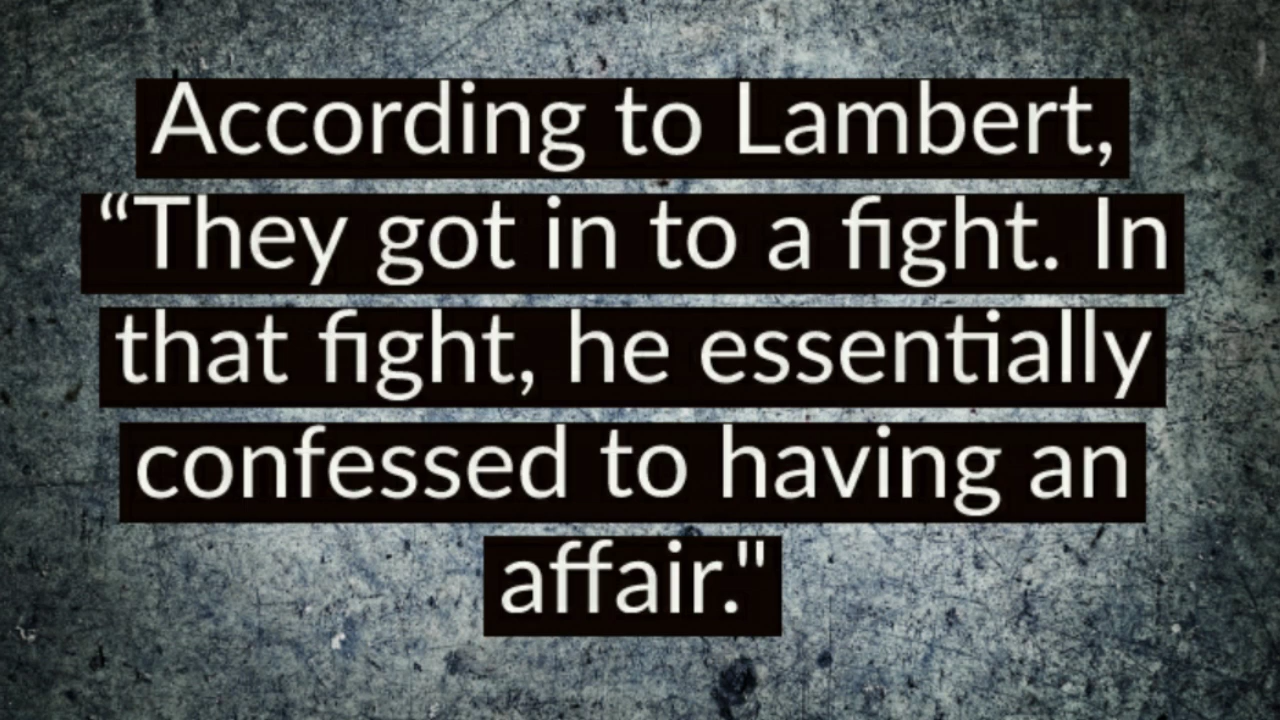 According to Lambert,
“They got in to a fight. In
that fight, he essentially
confessed to having an
affair."